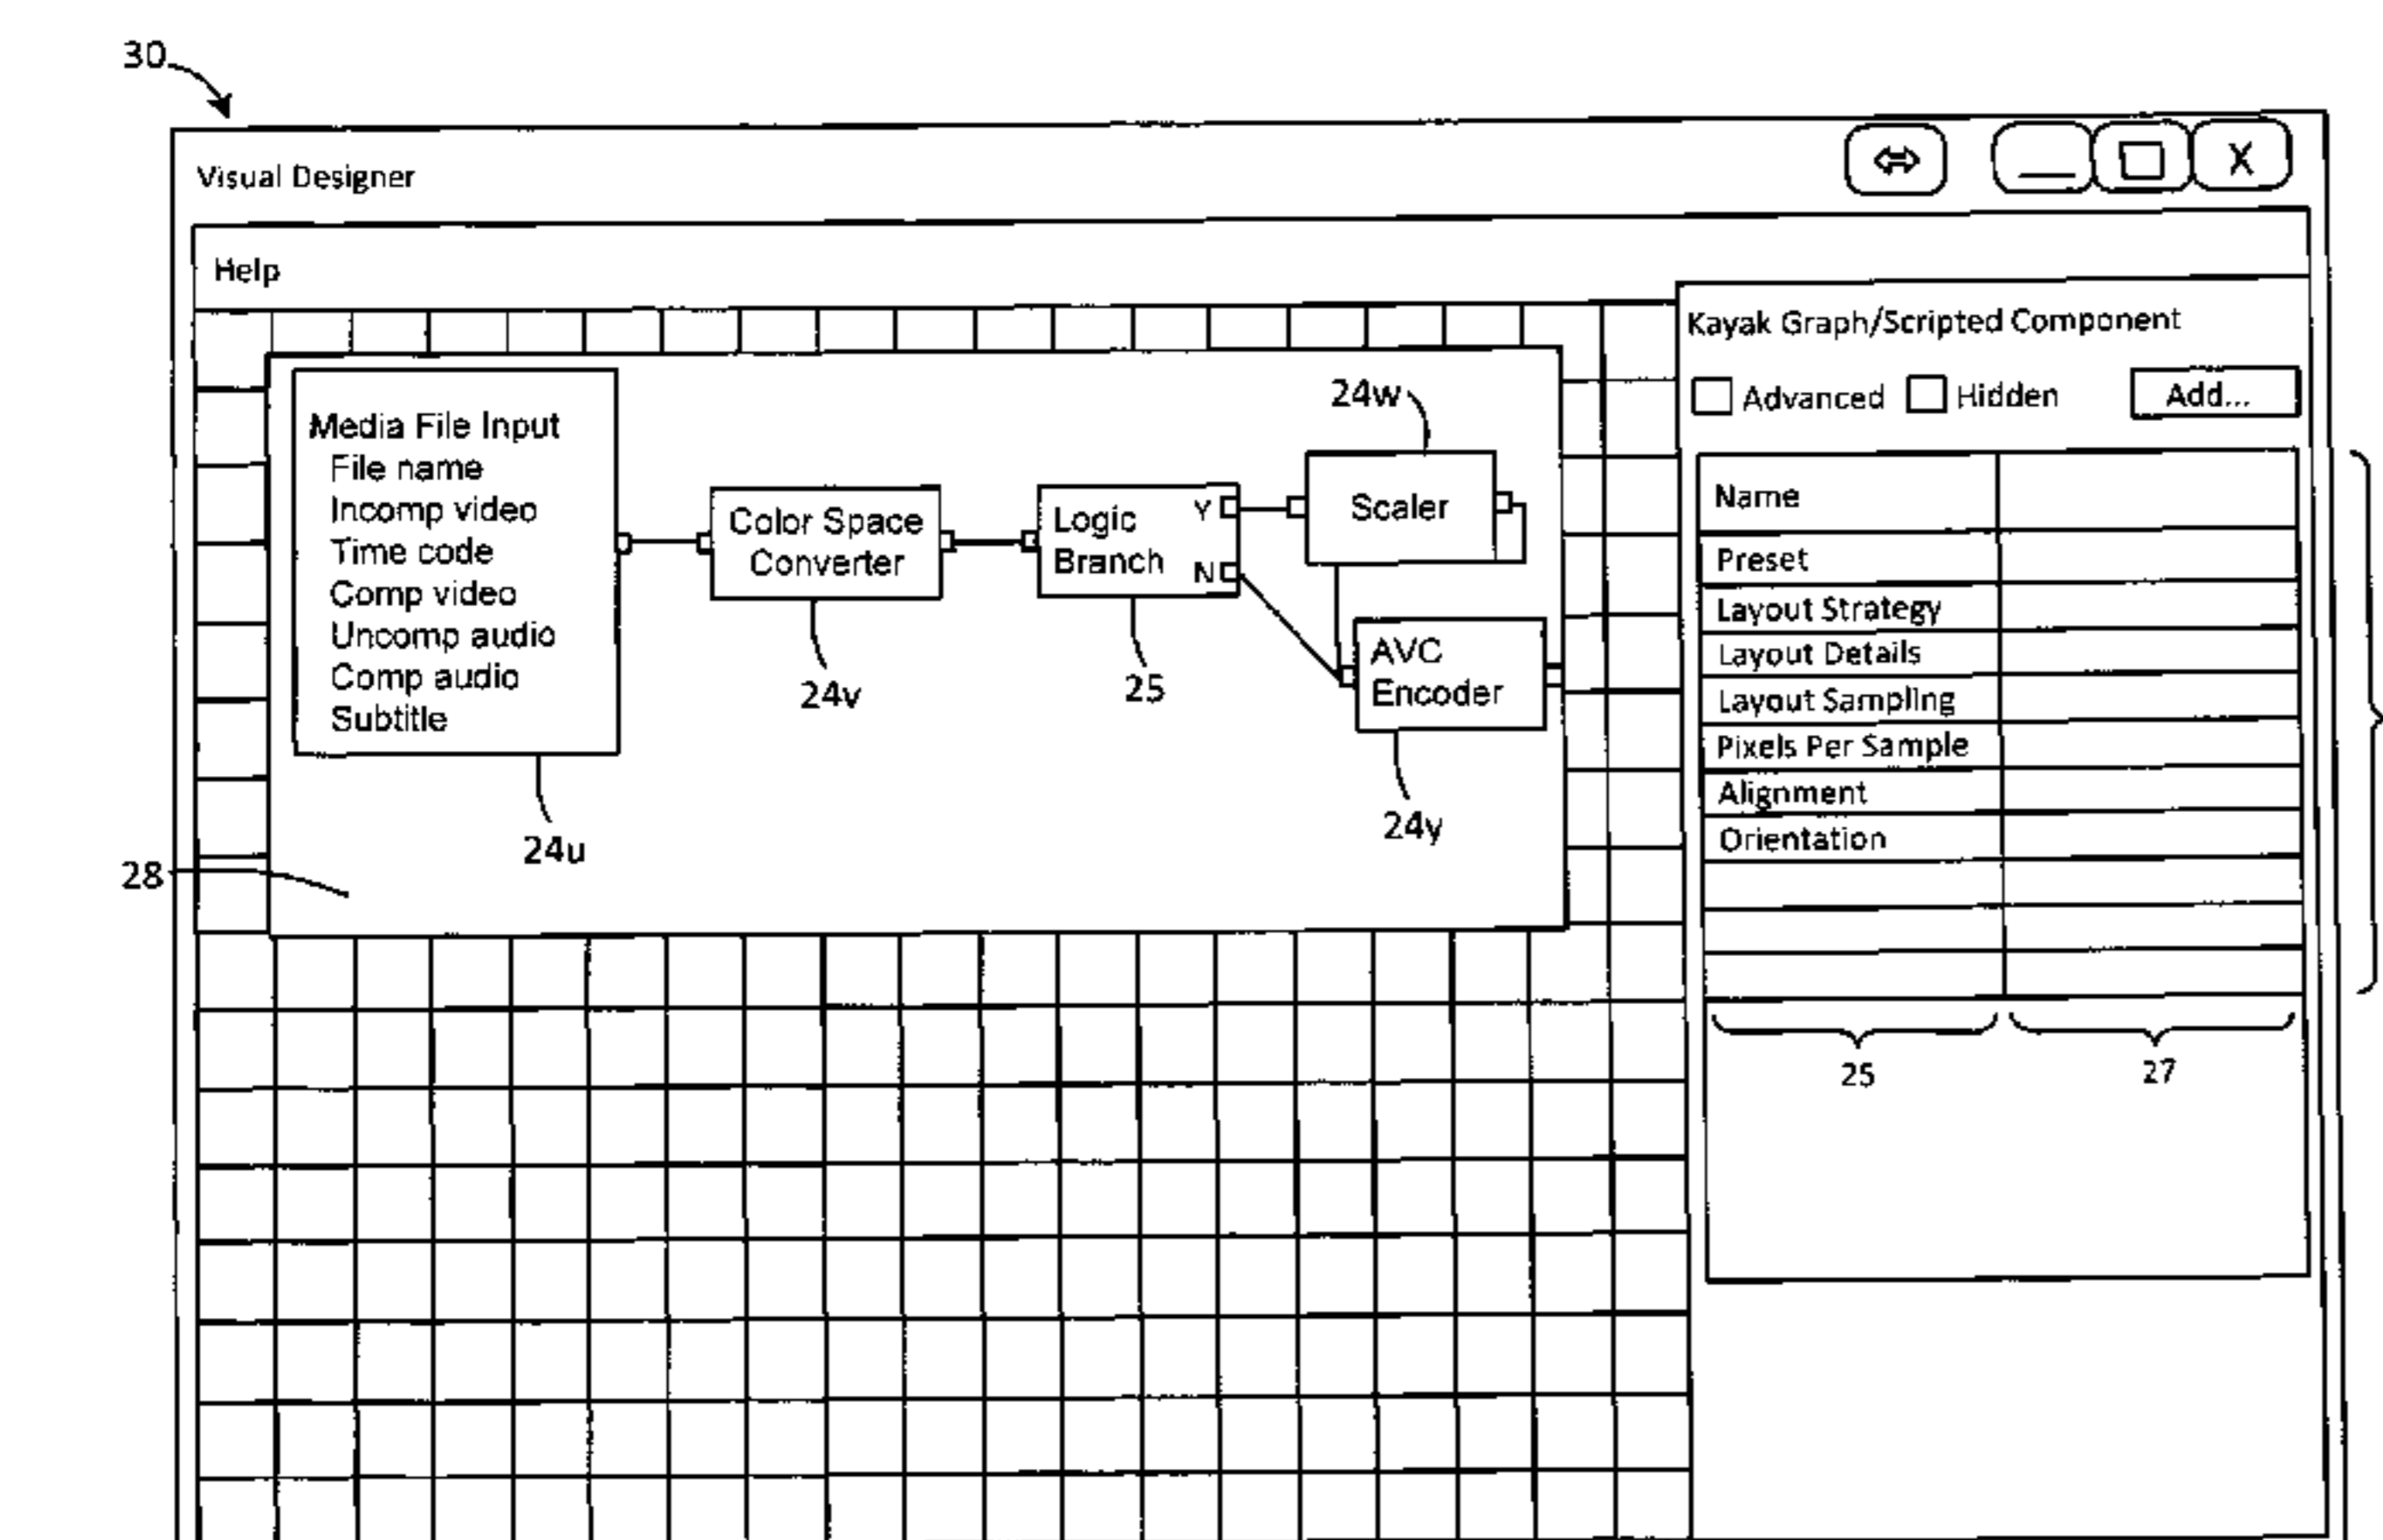 30
Visual Designer
X
Help
Kayak Graph/Scripted Component
Advanced Hidden Add...
Media File Input
File name
Incomp video
Time code
Comp video
Uncomp audio
Comp audio
Subtitle
24u
Color Space
Converter
24v
Logic
Branch
Y
N
25
24w
Scaler
AVC
Encoder
24y
28
Name
Preset
Layout Strategy
Layout Details
Layout Sampling
Pixels Per Sample
Alignment
Orientation
25 27